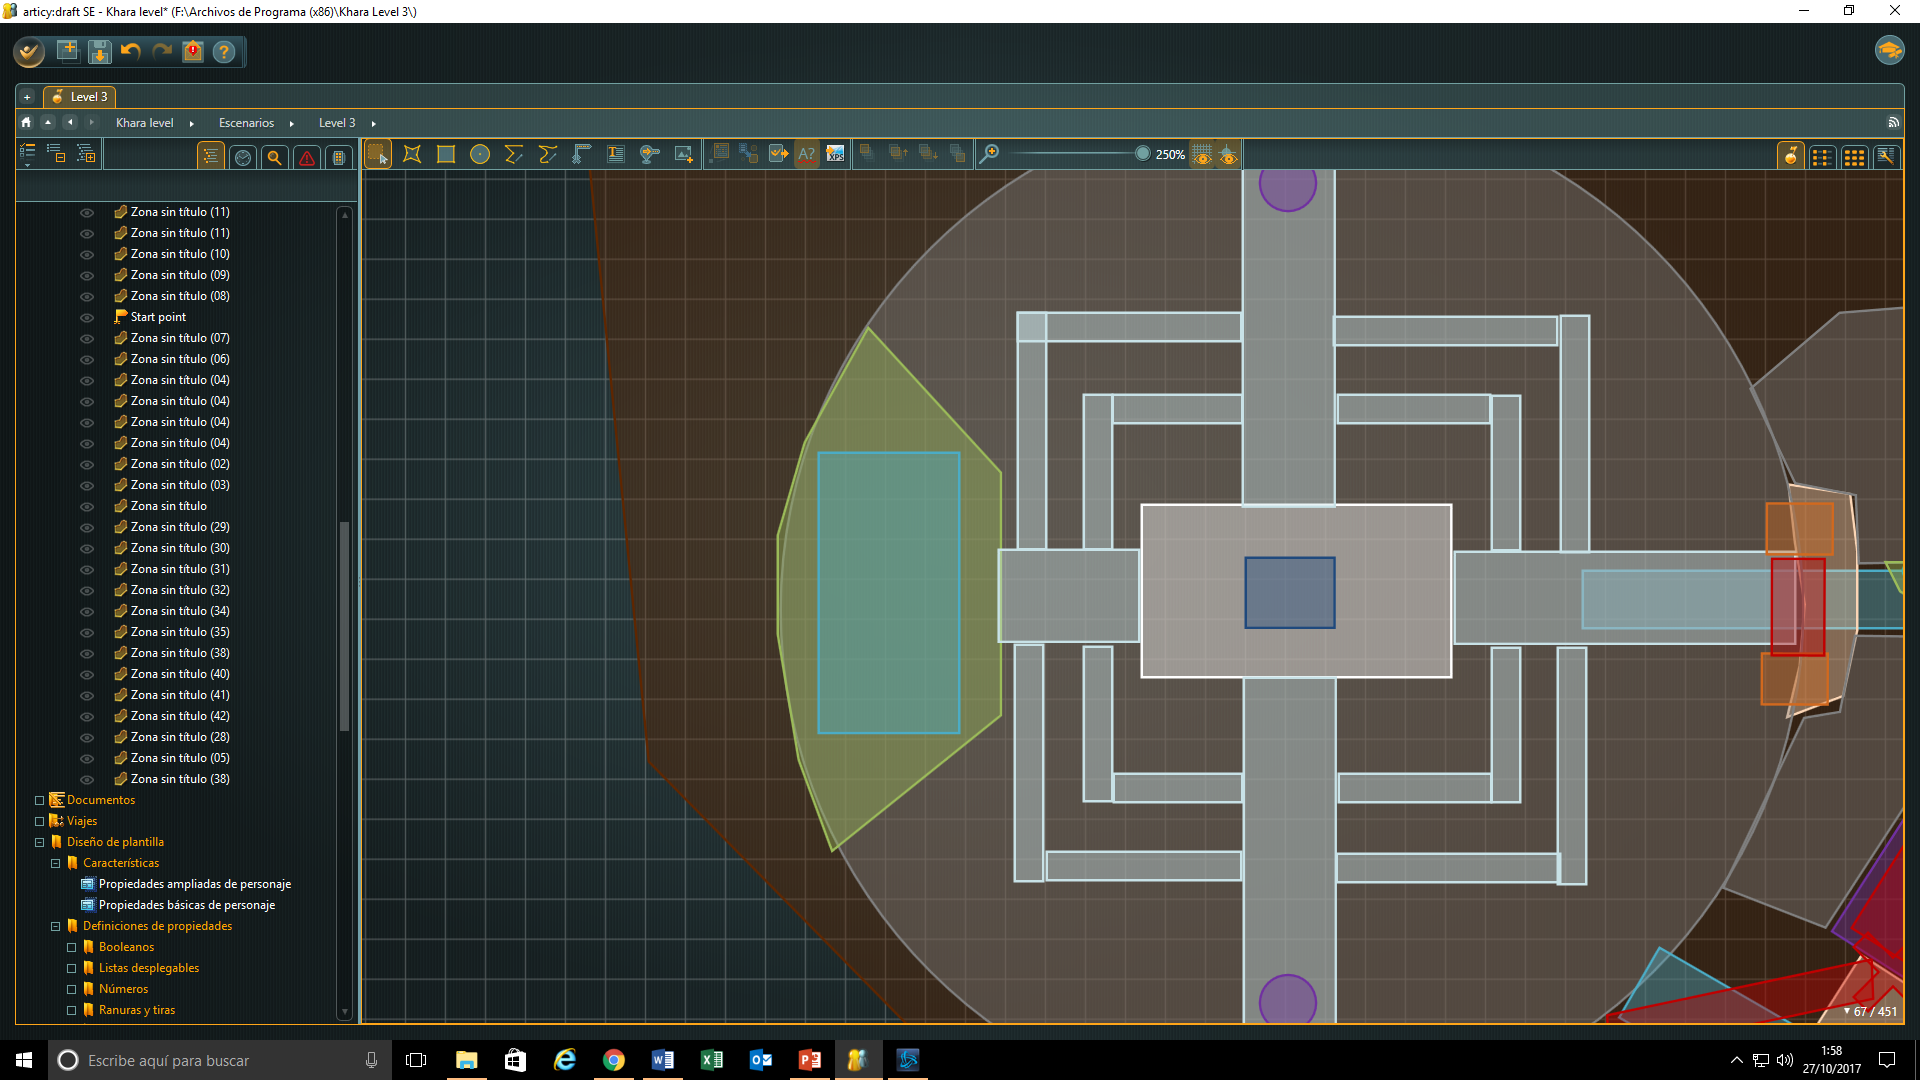 articy:draft SE - Khara level* (F:\Archivos de Programa (x86)\Khara Level 3\)
Level 3
Khara level
Escenarios
Level 3
A?
XPS
250%
Zona sin título (11)
Zona sin título (11)
Zona sin título (10)
Zona sin título (09)
Zona sin título (08)
Start point
Zona sin título (07)
Zona sin título (06)
Zona sin título (04)
Zona sin título (04)
Zona sin título (04)
Zona sin título (04)
Zona sin título (02)
Zona sin título (03)
Zona sin título
Zona sin título (29)
Zona sin título (30)
Zona sin título (31)
Zona sin título (32)
Zona sin título (34)
Zona sin título (35)
Zona sin título (38)
Zona sin título (40)
Zona sin título (41)
Zona sin título (42)
Zona sin título (28)
Zona sin título (05)
Zona sin título (38)
Documentos
Viajes
Diseño de plantilla
Características
Propiedades ampliadas de personaje
Propiedades básicas de personaje
Definiciones de propiedades
Booleanos
Listas desplegables
Números
Ranuras y tiras
67 / 451
Escribe aquí para buscar
1:58
27/10/2017